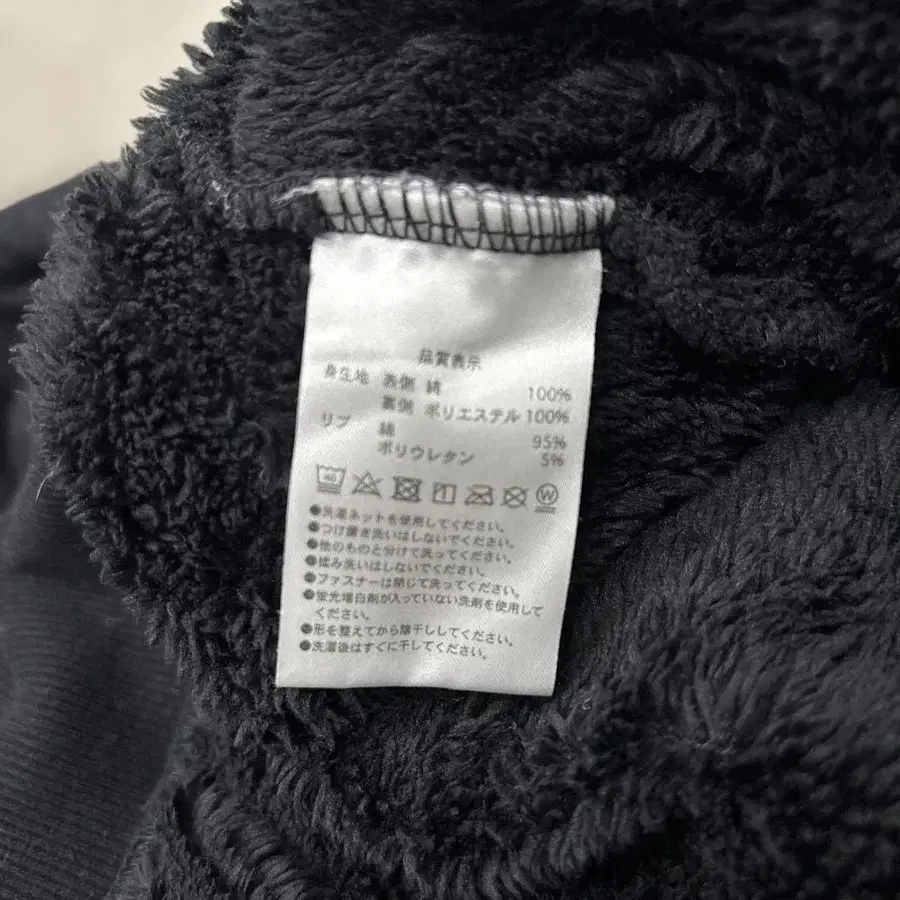 品質表示
身生地 表側 綿 100%
裏側 ポリエステル 100%
リブ 綿 95%
ポリウレタン 5%
40 W
●洗濯ネットを使用してください。
●つけ置き洗いはしないでください。
●他のものと分けて洗ってください。
●揉み洗いはしないでください。
●ファスナーは閉じて洗ってください。
●蛍光増白剤が入っていない洗剤を使用して
ください。
●形を整えてから陰干ししてください。
●洗濯後はすぐに干してください。